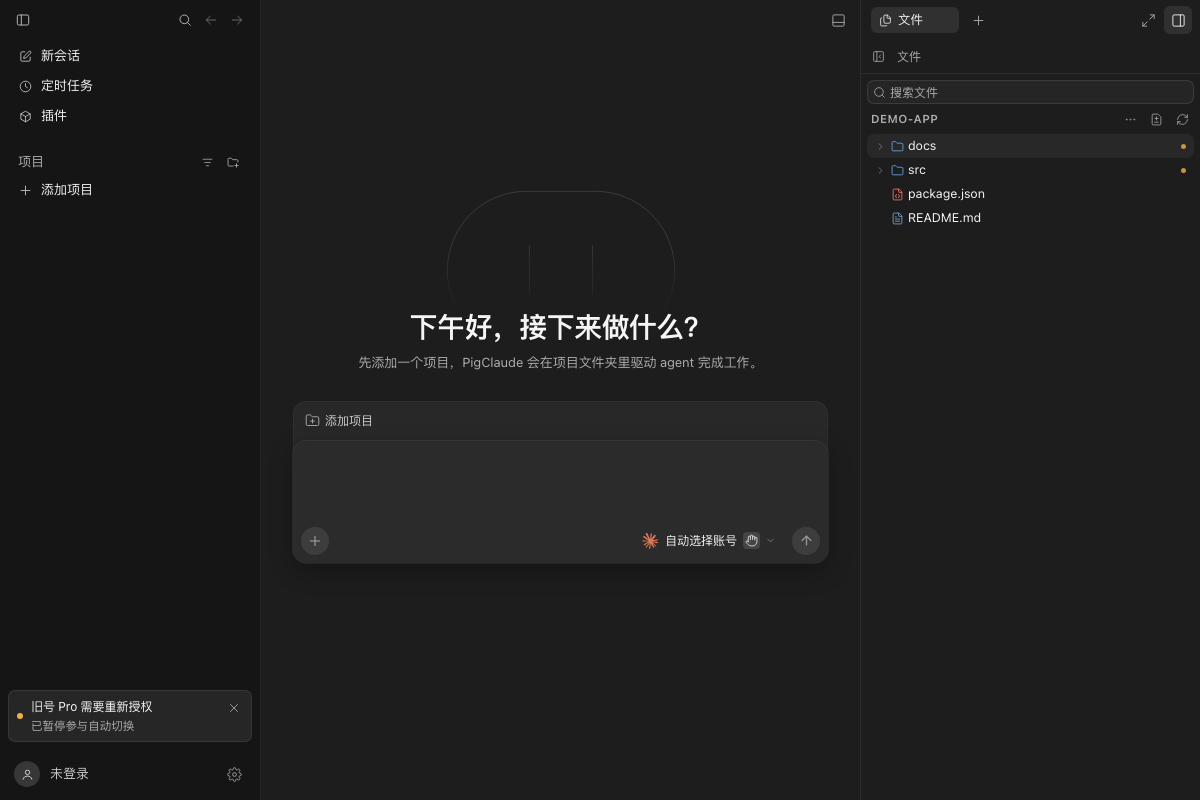 新会话
定时任务
插件
项目
添加项目
旧号 Pro 需要重新授权
已暂停参与自动切换
未登录
下午好，接下来做什么？
先添加一个项目，PigClaude 会在项目文件夹里驱动 agent 完成工作。
添加项目
自动选择账号
文件
文件
搜索文件
DEMO-APP
docs
src
package.json
README.md